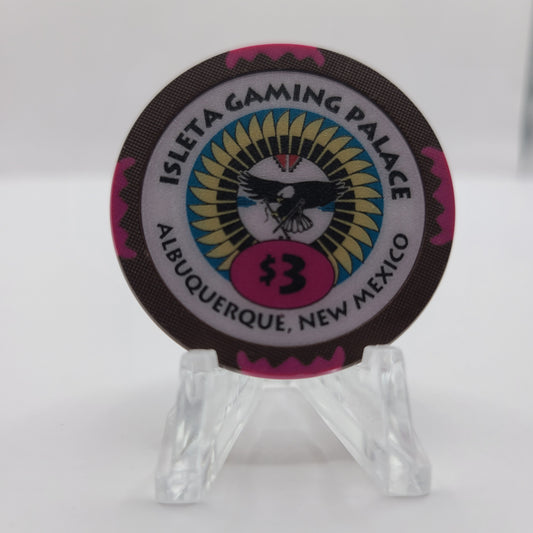 ISLETA GAMING PALACE
$3
ALBUQUERQUE, NEW MEXICO